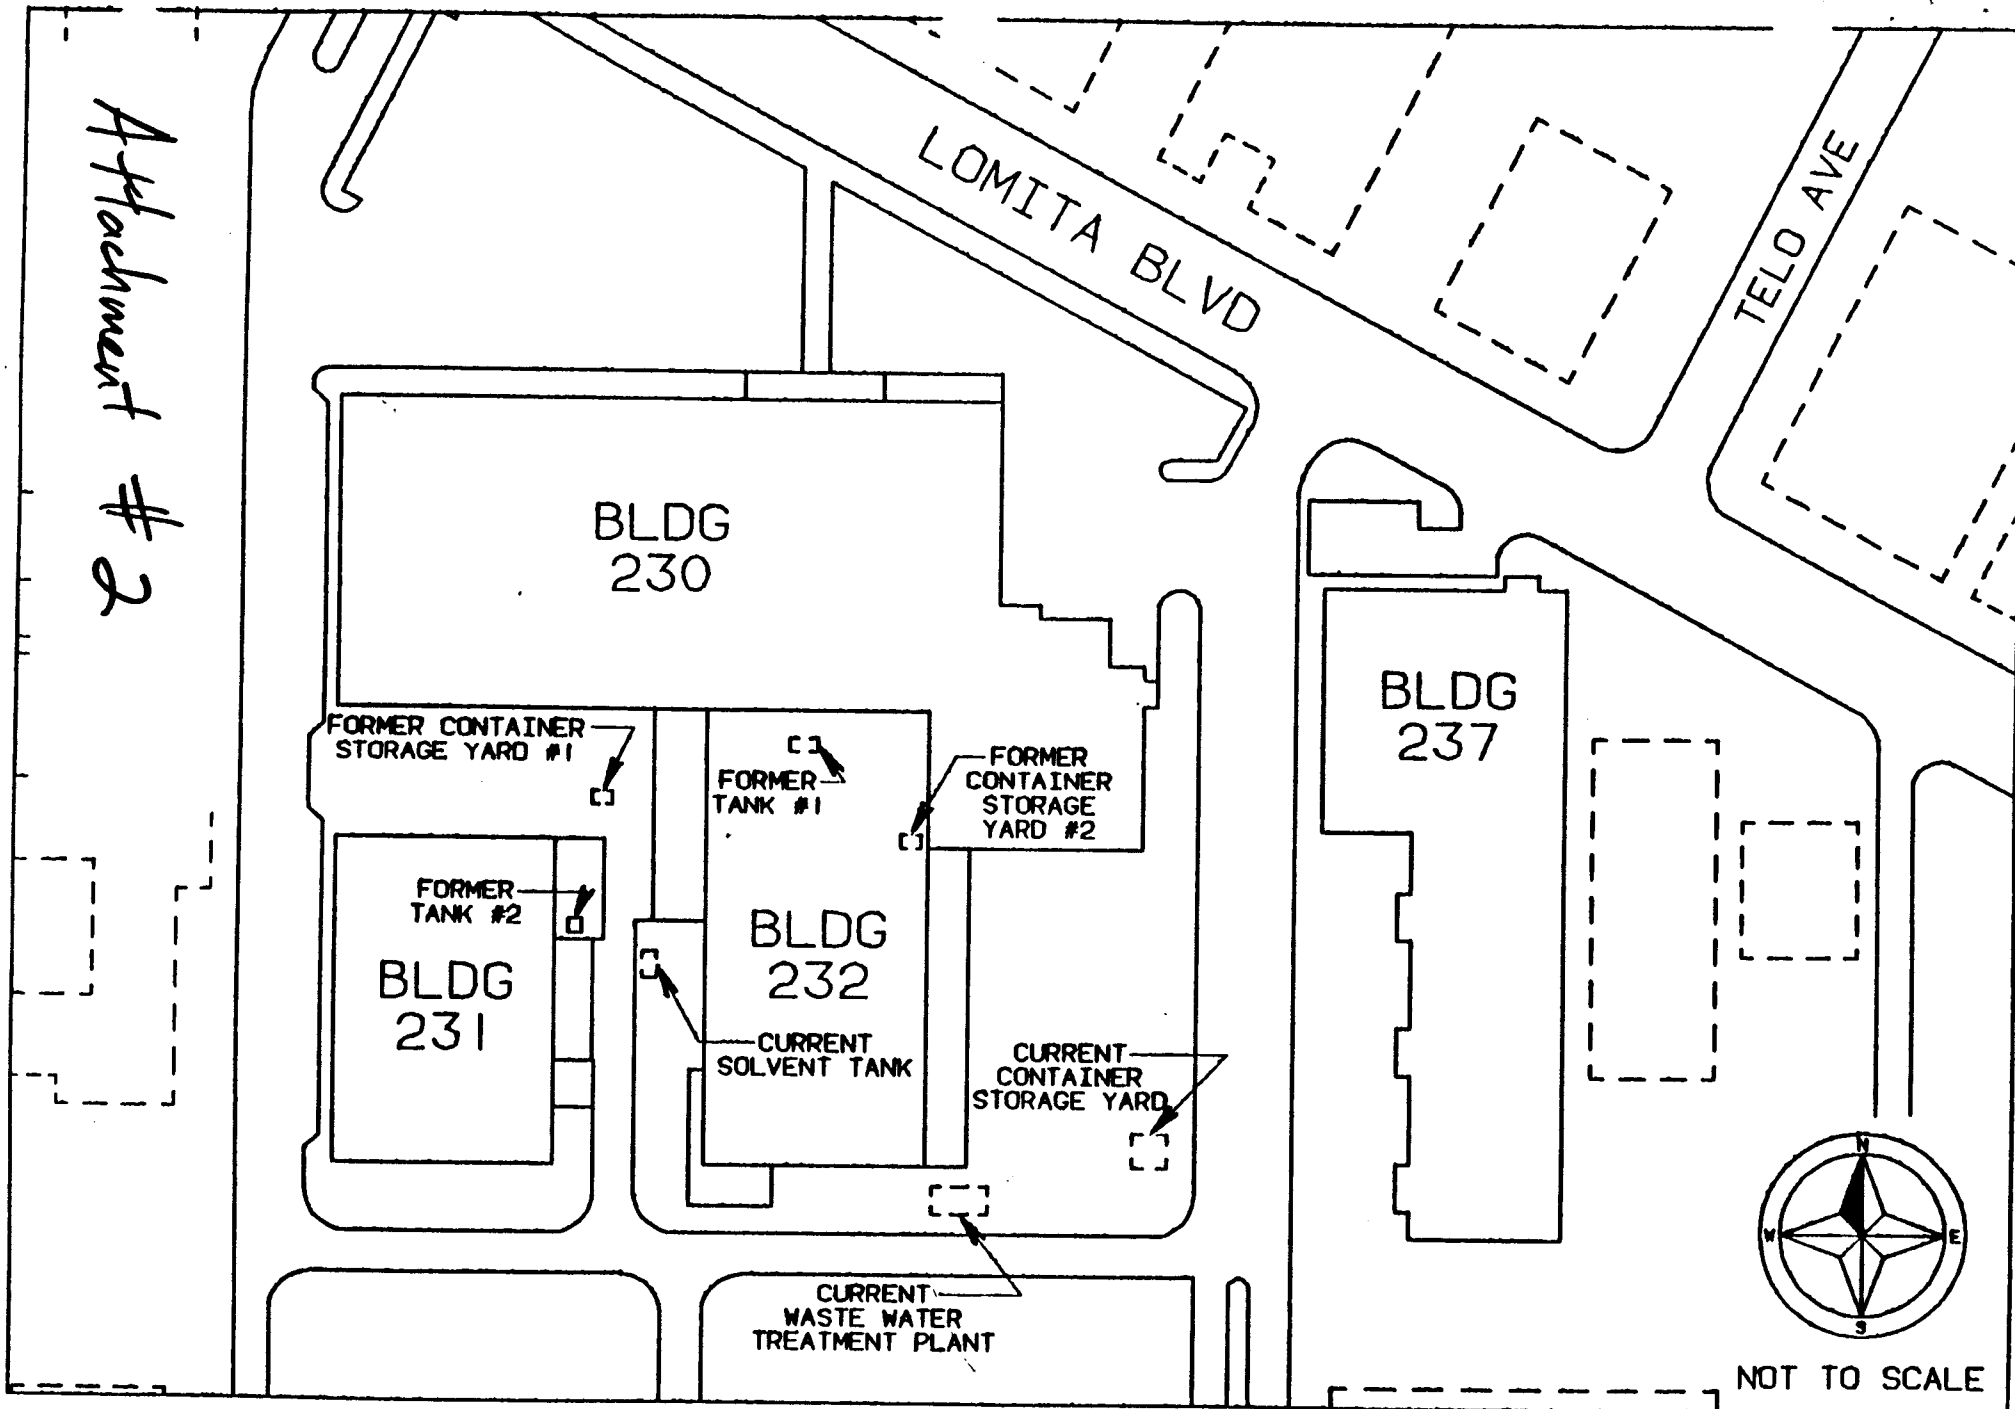 Attachment #2
LOMITA BLVD
TELO AVE
BLDG
230
BLDG
237
FORMER CONTAINER
STORAGE YARD #1
FORMER
TANK #1
FORMER
CONTAINER
STORAGE
YARD #2
FORMER
TANK #2
BLDG
231
BLDG
232
CURRENT
SOLVENT TANK
CURRENT
CONTAINER
STORAGE YARD
CURRENT
WASTE WATER
TREATMENT PLANT
N
W
E
S
NOT TO SCALE